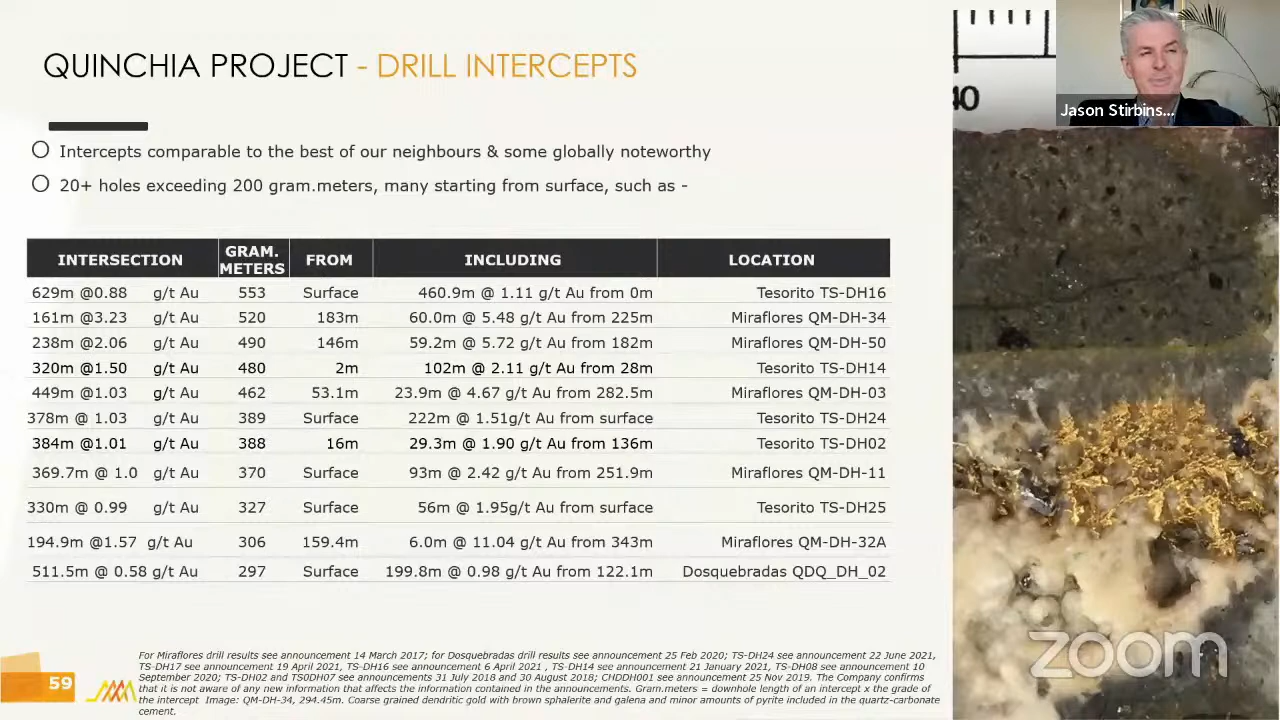 QUINCHIA PROJECT - DRILL INTERCEPTS
Intercepts comparable to the best of our neighbours & some globally noteworthy
20+ holes exceeding 200 gram.meters, many starting from surface, such as -
INTERSECTION GRAM. METERS FROM INCLUDING LOCATION
629m @0.88 g/t Au 553 Surface 460.9m @ 1.11 g/t Au from 0m Tesorito TS-DH16
161m @3.23 g/t Au 520 183m 60.0m @ 5.48 g/t Au from 225m Miraflores QM-DH-34
238m @2.06 g/t Au 490 146m 59.2m @ 5.72 g/t Au from 182m Miraflores QM-DH-50
320m @1.50 g/t Au 480 2m 102m @ 2.11 g/t Au from 28m Tesorito TS-DH14
449m @1.03 g/t Au 462 53.1m 23.9m @ 4.67 g/t Au from 282.5m Miraflores QM-DH-03
378m @ 1.03 g/t Au 389 Surface 222m @ 1.51g/t Au from surface Tesorito TS-DH24
384m @1.01 g/t Au 388 16m 29.3m @ 1.90 g/t Au from 136m Tesorito TS-DH02
369.7m @ 1.0 g/t Au 370 Surface 93m @ 2.42 g/t Au from 251.9m Miraflores QM-DH-11
330m @ 0.99 g/t Au 327 Surface 56m @ 1.95g/t Au from surface Tesorito TS-DH25
194.9m @1.57 g/t Au 306 159.4m 6.0m @ 11.04 g/t Au from 343m Miraflores QM-DH-32A
511.5m @ 0.58 g/t Au 297 Surface 199.8m @ 0.98 g/t Au from 122.1m Dosquebradas QDQ_DH_02
For Miraflores drill results see announcement 14 March 2017; for Dosquebradas drill results see announcement 25 Feb 2020; TS-DH24 see announcement 22 June 2021,
TS-DH17 see announcement 19 April 2021, TS-DH16 see announcement 6 April 2021 , TS-DH14 see announcement 21 January 2021, TS-DH08 see announcement 10
September 2020; TS-DH02 and TS0DH07 see announcements 31 July 2018 and 30 August 2018; CHDDH001 see announcement 25 Nov 2019. The Company confirms
that it is not aware of any new information that affects the information contained in the announcements. Gram.meters = downhole length of an intercept x the grade of
the intercept Image: QM-DH-34, 294.45m. Coarse grained dendritic gold with brown sphalerite and galena and minor amounts of pyrite included in the quartz-carbonate
cement.
59
40
Jason Stirbins...
zoom